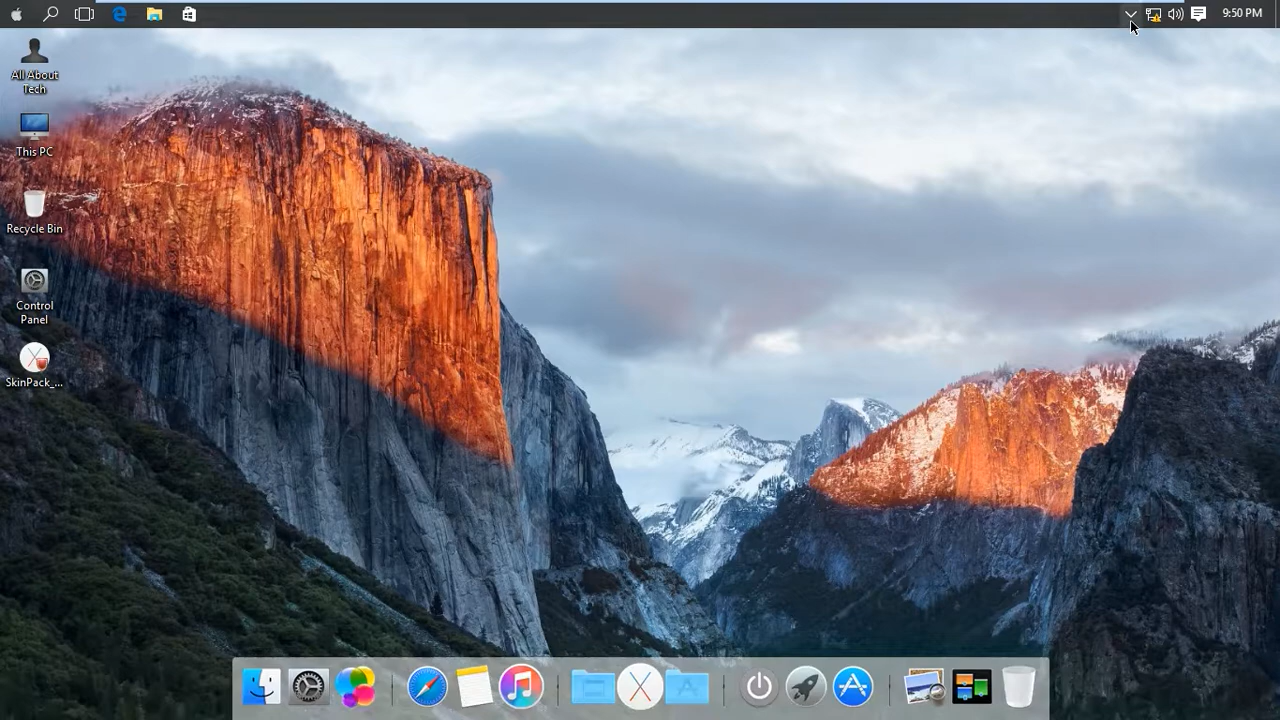 9:50 PM
All About
Tech
This PC
Recycle Bin
Control
Panel
SkinPack_...